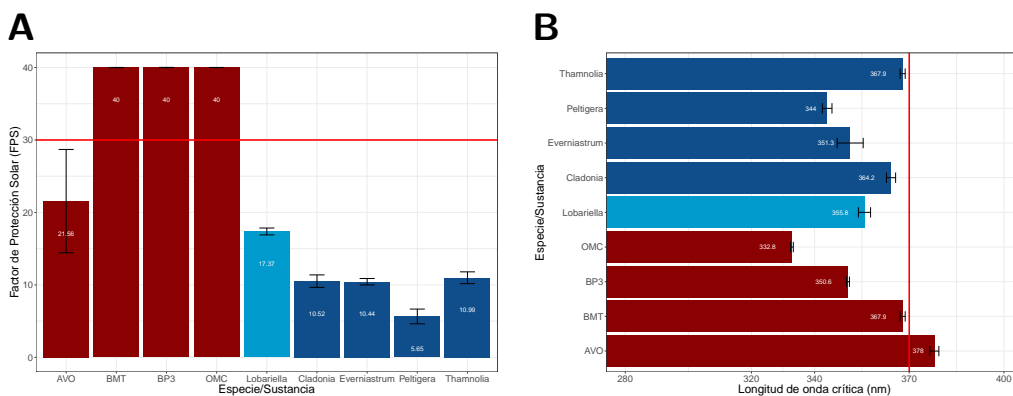 A
Factor de Protección Solar (FPS)
40
30
20
10
0
21.56
40
40
40
17.37
10.52
10.44
5.65
10.99
AVO BMT BP3 OMC Lobariella Cladonia Everniastrum Peltigera Thamnolia
Especie/Sustancia
B
Especie/Sustancia
Thamnolia 367.9
Peltigera 344
Everniastrum 351.3
Cladonia 364.2
Lobariella 355.8
OMC 332.8
BP3 350.6
BMT 367.9
AVO 378
280 320 340 370 400
Longitud de onda crítica (nm)